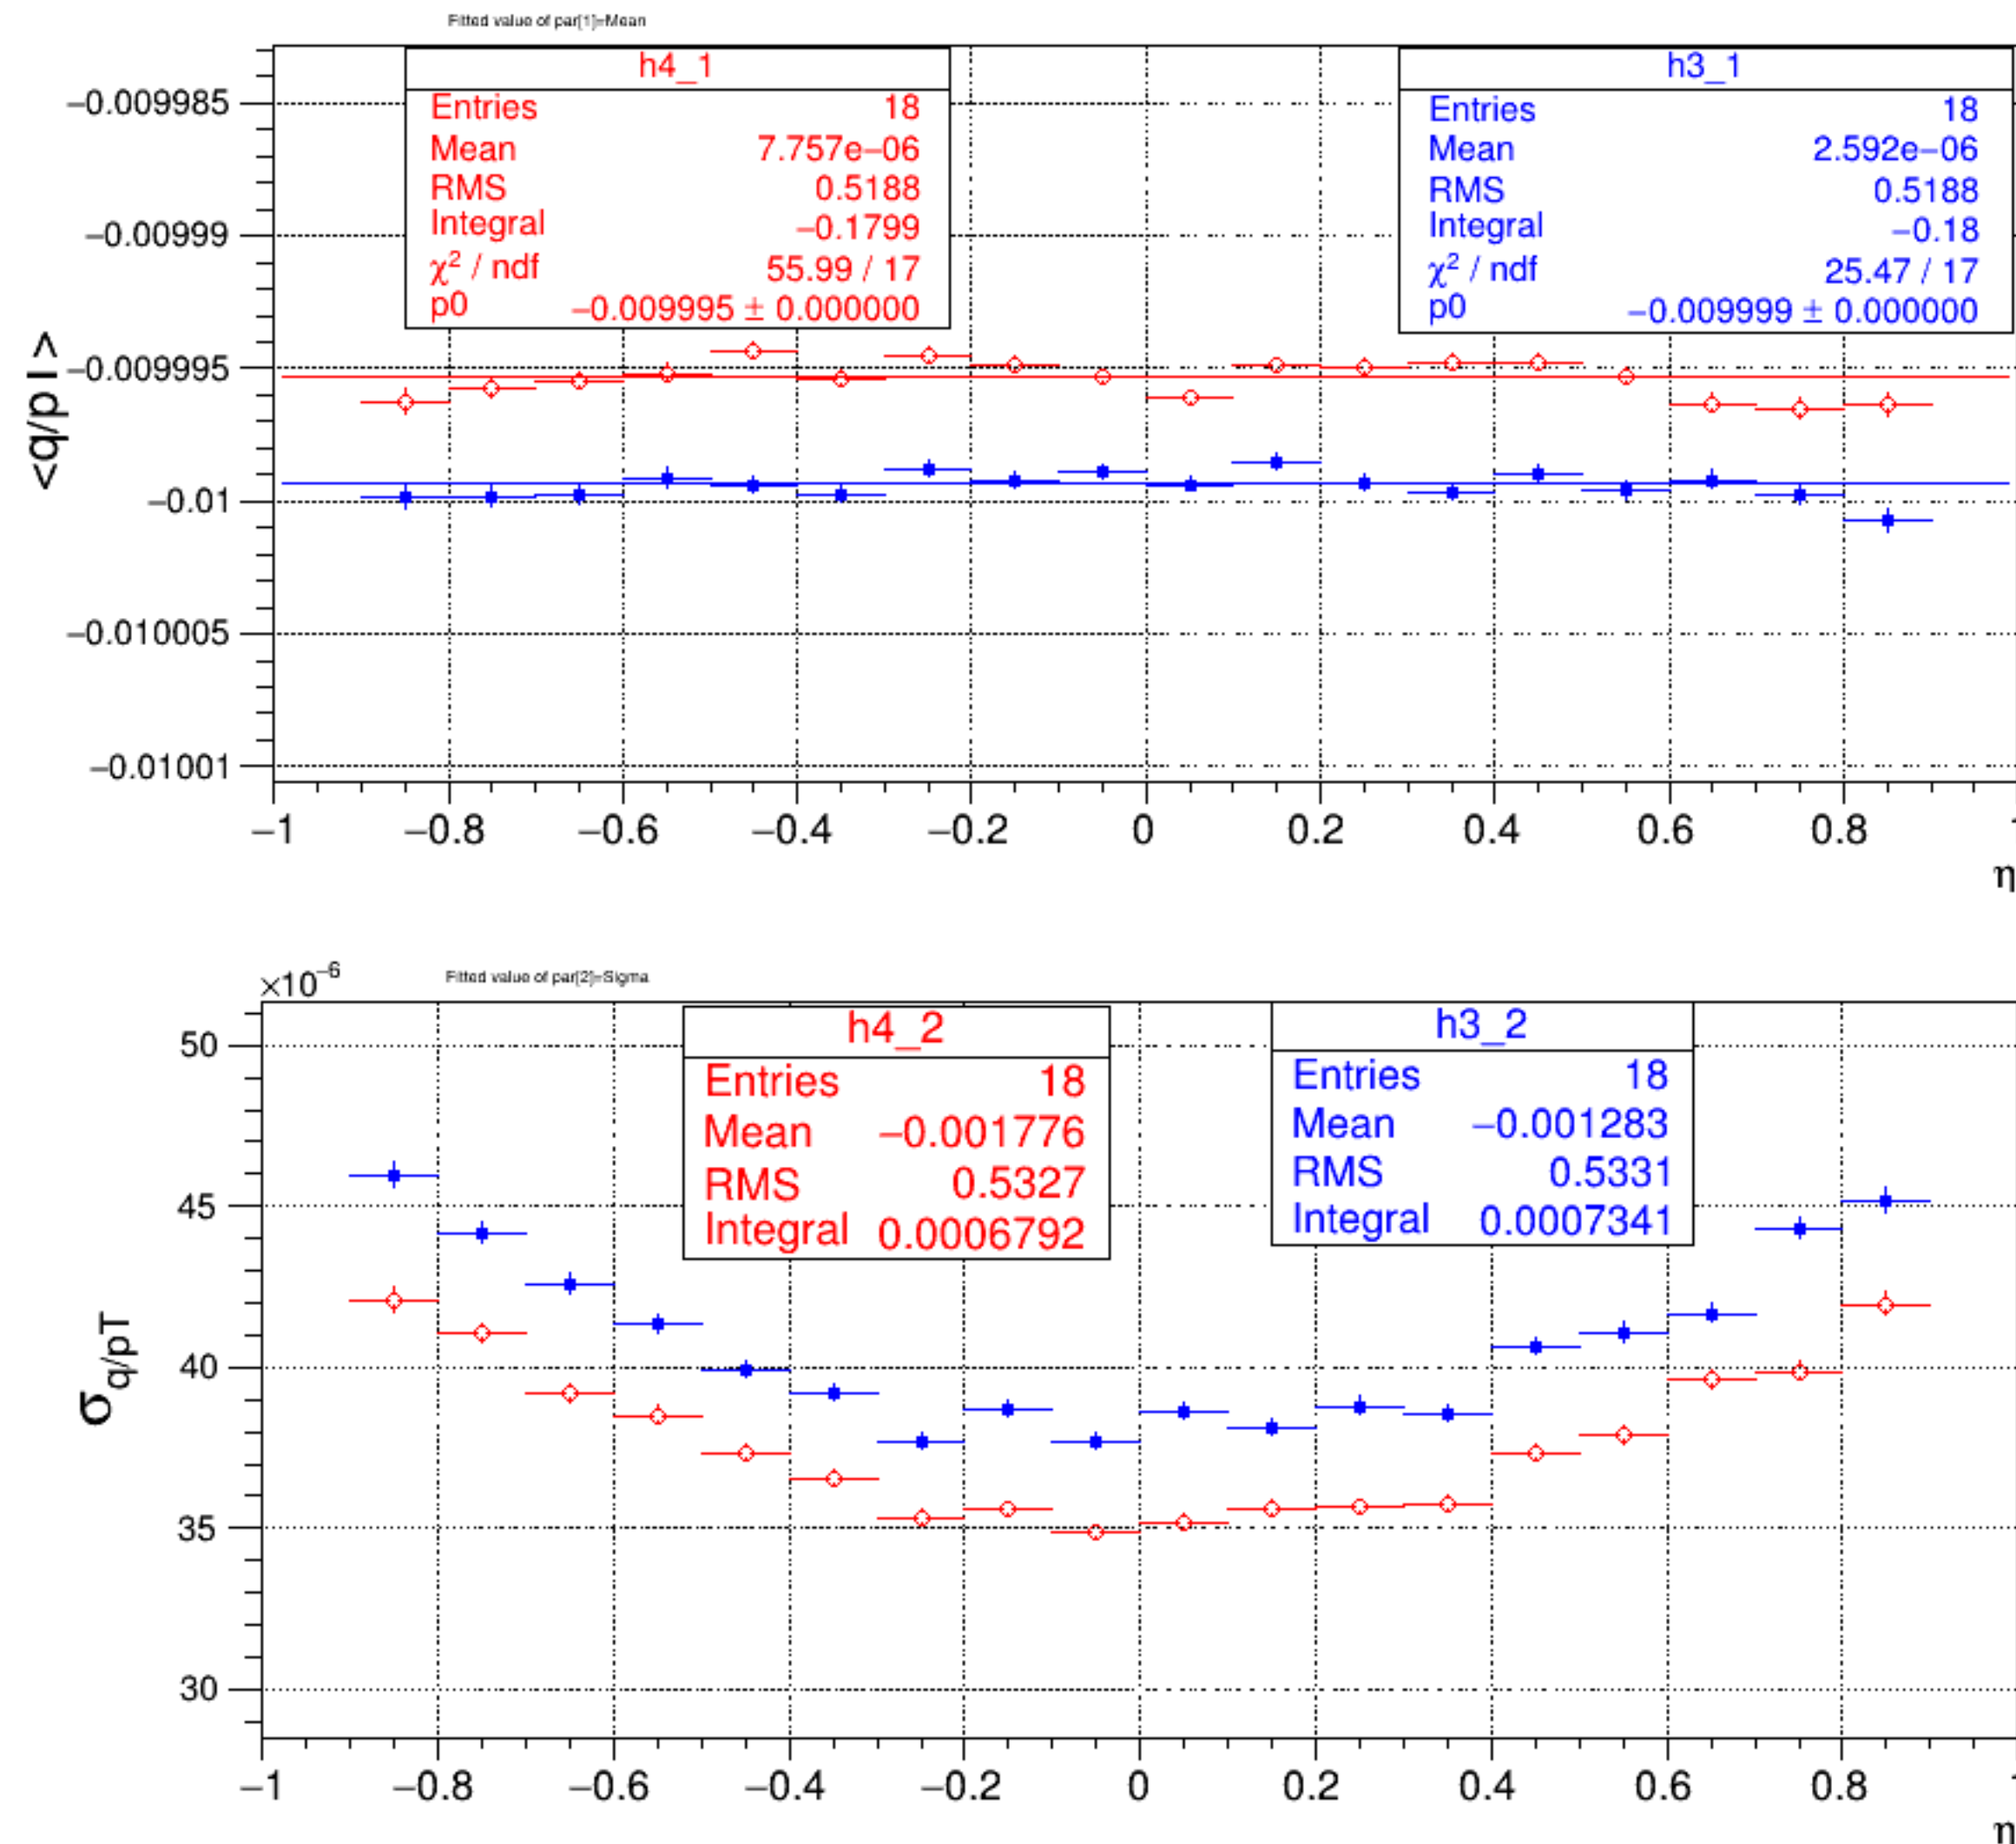 Fitted value of par[1]=Mean
h4_1
Entries 18
Mean 7.757e−06
RMS 0.5188
Integral −0.1799
χ² / ndf 55.99 / 17
p0 −0.009995 ± 0.000000
h3_1
Entries 18
Mean 2.592e−06
RMS 0.5188
Integral −0.18
χ² / ndf 25.47 / 17
p0 −0.009999 ± 0.000000
<q/p I >
−0.009985
−0.00999
−0.009995
−0.01
−0.010005
−0.01001
−1 −0.8 −0.6 −0.4 −0.2 0 0.2 0.4 0.6 0.8
η
×10⁻⁶
Fitted value of par[2]=Sigma
h4_2
Entries 18
Mean −0.001776
RMS 0.5327
Integral 0.0006792
h3_2
Entries 18
Mean −0.001283
RMS 0.5331
Integral 0.0007341
σ q/pT
50
45
40
35
30
−1 −0.8 −0.6 −0.4 −0.2 0 0.2 0.4 0.6 0.8
η